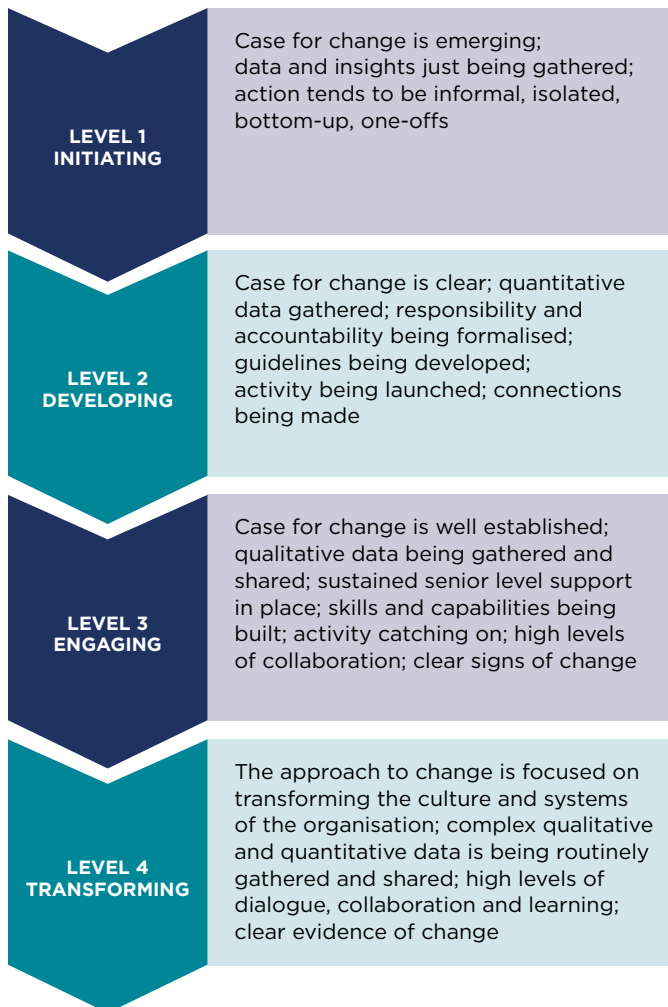 LEVEL 1
INITIATING
Case for change is emerging;
data and insights just being gathered;
action tends to be informal, isolated,
bottom-up, one-offs
LEVEL 2
DEVELOPING
Case for change is clear; quantitative
data gathered; responsibility and
accountability being formalised;
guidelines being developed;
activity being launched; connections
being made
LEVEL 3
ENGAGING
Case for change is well established;
qualitative data being gathered and
shared; sustained senior level support
in place; skills and capabilities being
built; activity catching on; high levels
of collaboration; clear signs of change
LEVEL 4
TRANSFORMING
The approach to change is focused on
transforming the culture and systems
of the organisation; complex qualitative
and quantitative data is being routinely
gathered and shared; high levels of
dialogue, collaboration and learning;
clear evidence of change